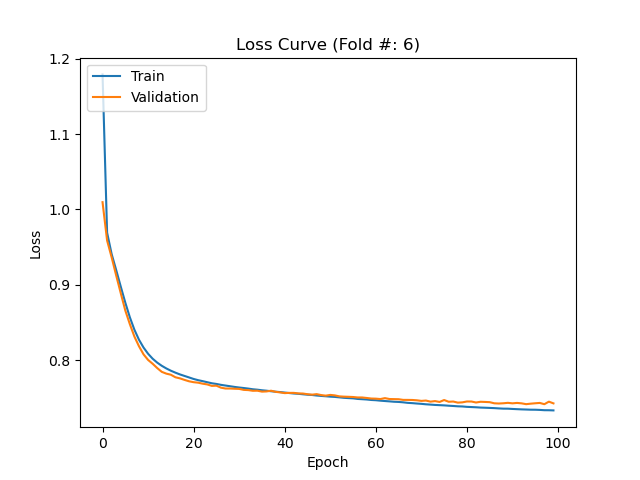 Loss Curve (Fold #: 6)
Train
Validation
1.2
1.1
1.0
0.9
0.8
Loss
0 20 40 60 80 100
Epoch